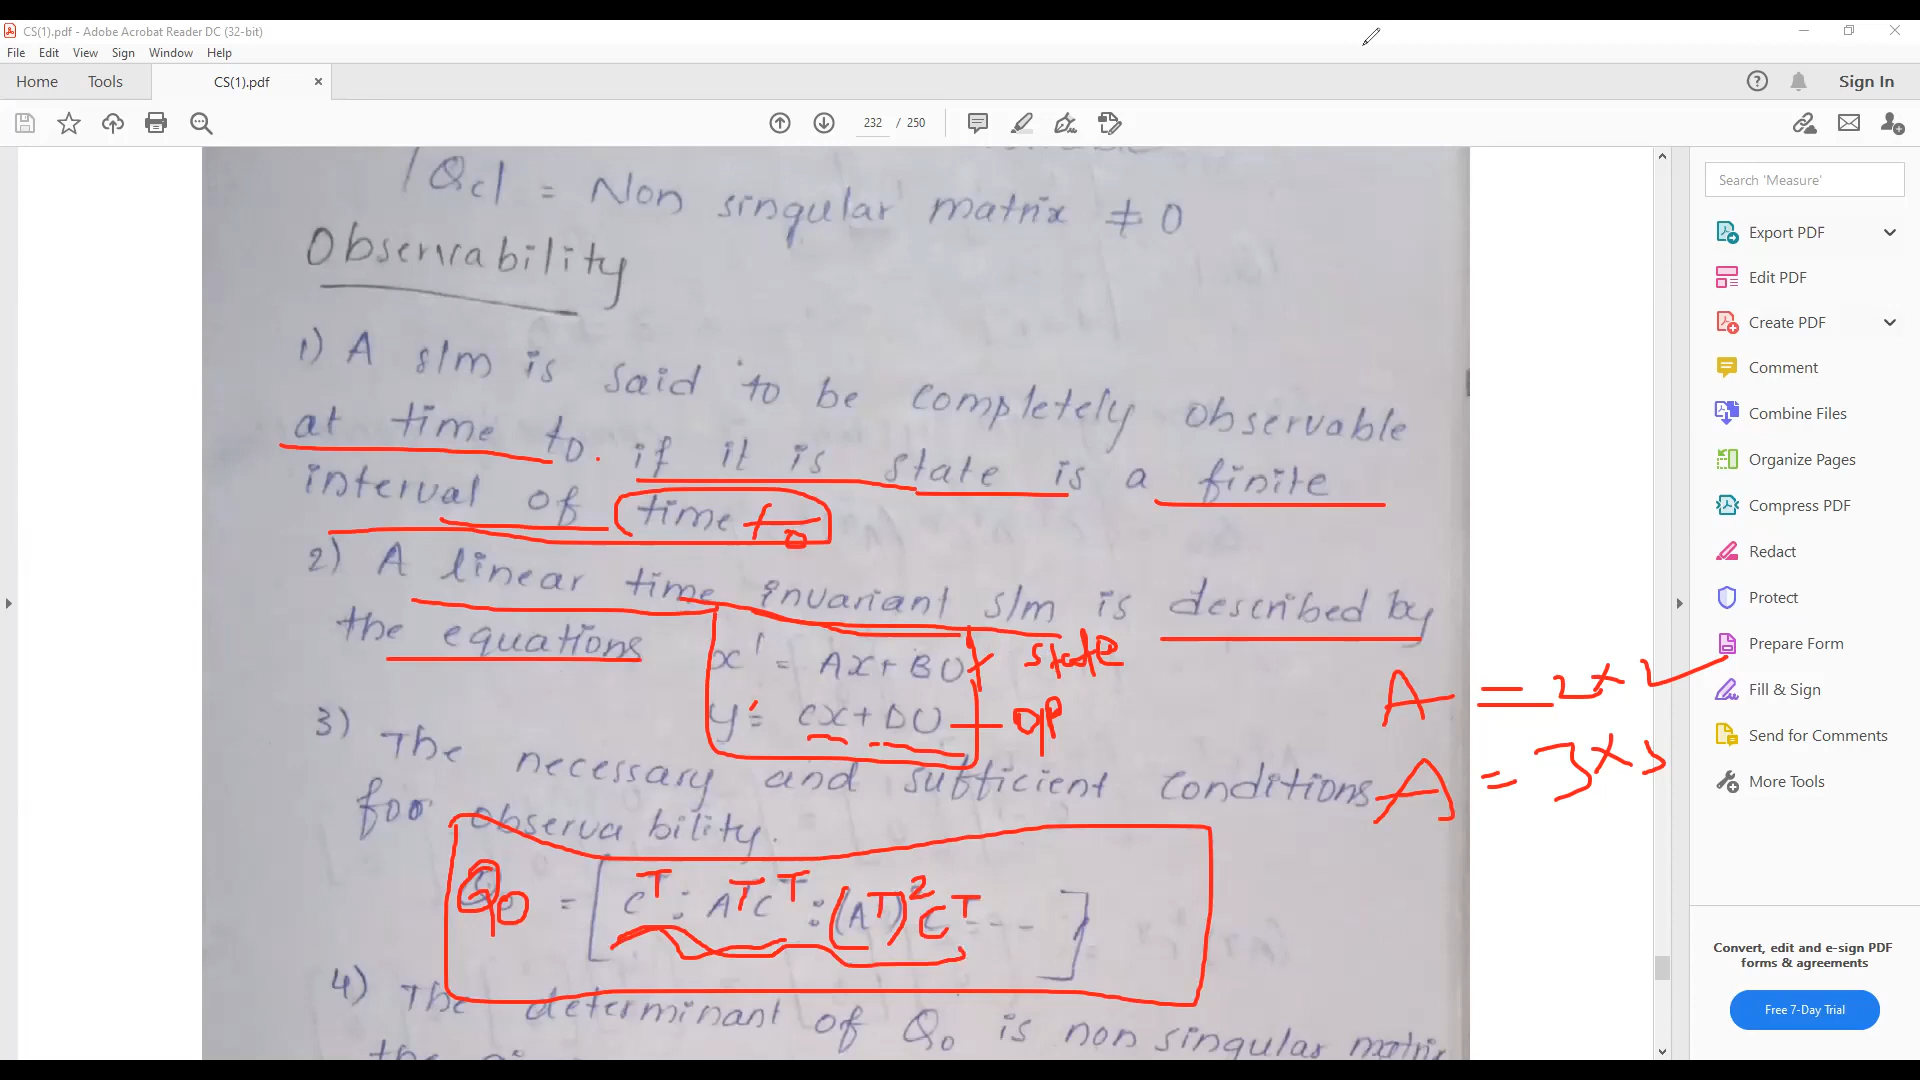 CS(1).pdf - Adobe Acrobat Reader DC (32-bit)
File Edit View Sign Window Help
Home Tools CS(1).pdf × Sign In
232 / 250
|Qc| = Non singular matrix ≠ 0
Observability
1) A s/m is said to be completely observable
at time to. if it is state is a finite
interval of time to
2) A linear time invariant s/m is described by
the equations
x' = AX + BU state
y = CX + DU OP
A = 2×2
A = 3×3
3) The necessary and sufficient conditions
for observability.
Qo = [C^T : A^T C^T : (A^T)^2 C^T = - - ]
4) The determinant of Qo is non singular matrix
Search 'Measure'
Export PDF
Edit PDF
Create PDF
Comment
Combine Files
Organize Pages
Compress PDF
Redact
Protect
Prepare Form
Fill & Sign
Send for Comments
More Tools
Convert, edit and e-sign PDF
forms & agreements
Free 7-Day Trial